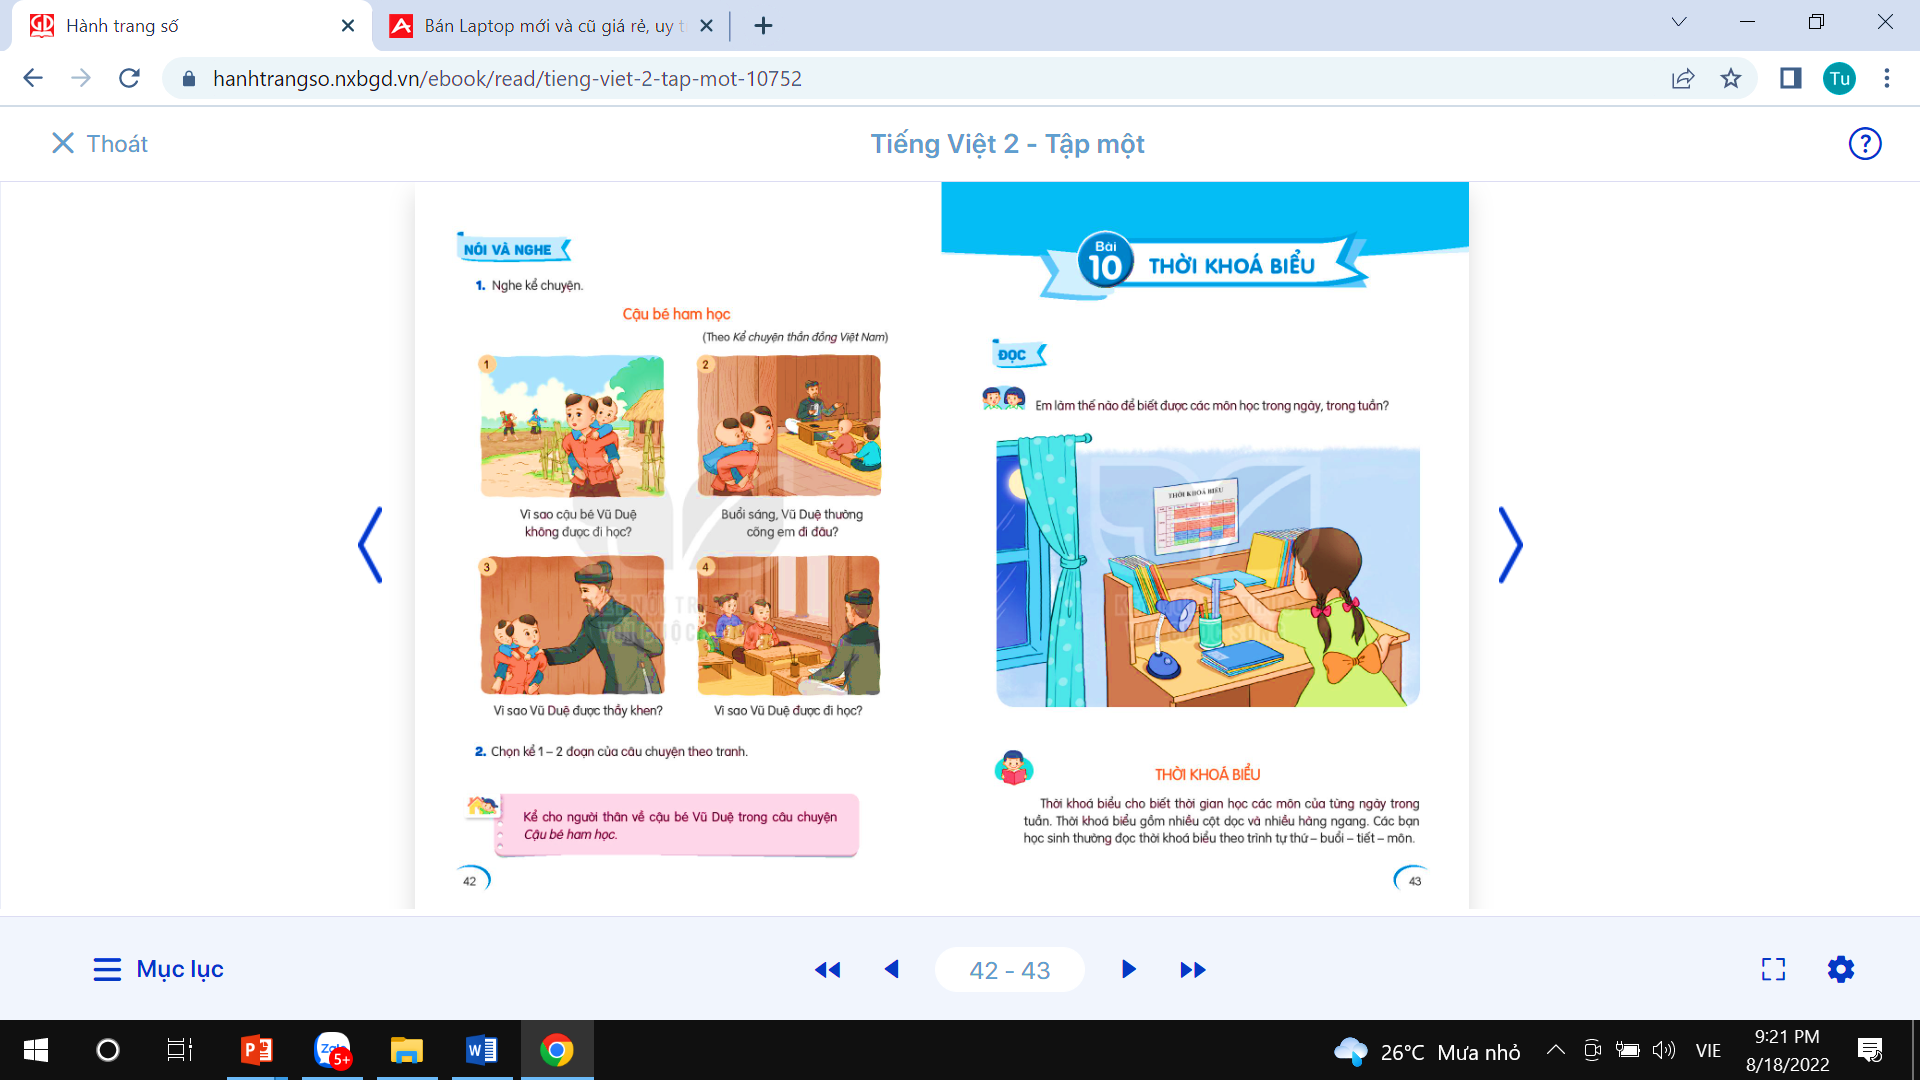 Hành trang số
Bán Laptop mới và cũ giá rẻ, uy t
hanhtrangso.nxbgd.vn/ebook/read/tieng-viet-2-tap-mot-10752
Tu
Thoát
Tiếng Việt 2 - Tập một
?
NÓI VÀ NGHE
1. Nghe kể chuyện.
Cậu bé ham học
(Theo Kể chuyện thần đồng Việt Nam)
1
2
Vì sao cậu bé Vũ Duệ
không được đi học?
Buổi sáng, Vũ Duệ thường
cõng em đi đâu?
3
4
Vì sao Vũ Duệ được thầy khen?
Vì sao Vũ Duệ được đi học?
2. Chọn kể 1 – 2 đoạn của câu chuyện theo tranh.
Kể cho người thân về cậu bé Vũ Duệ trong câu chuyện
Cậu bé ham học.
42
Bài
10
THỜI KHOÁ BIỂU
ĐỌC
Em làm thế nào để biết được các môn học trong ngày, trong tuần?
THỜI KHOÁ BIỂU
THỜI KHOÁ BIỂU
Thời khoá biểu cho biết thời gian học các môn của từng ngày trong
tuần. Thời khoá biểu gồm nhiều cột dọc và nhiều hàng ngang. Các bạn
học sinh thường đọc thời khoá biểu theo trình tự thứ – buổi – tiết – môn.
43
Mục lục
42 - 43
5+
26°C Mưa nhỏ
VIE
9:21 PM
8/18/2022